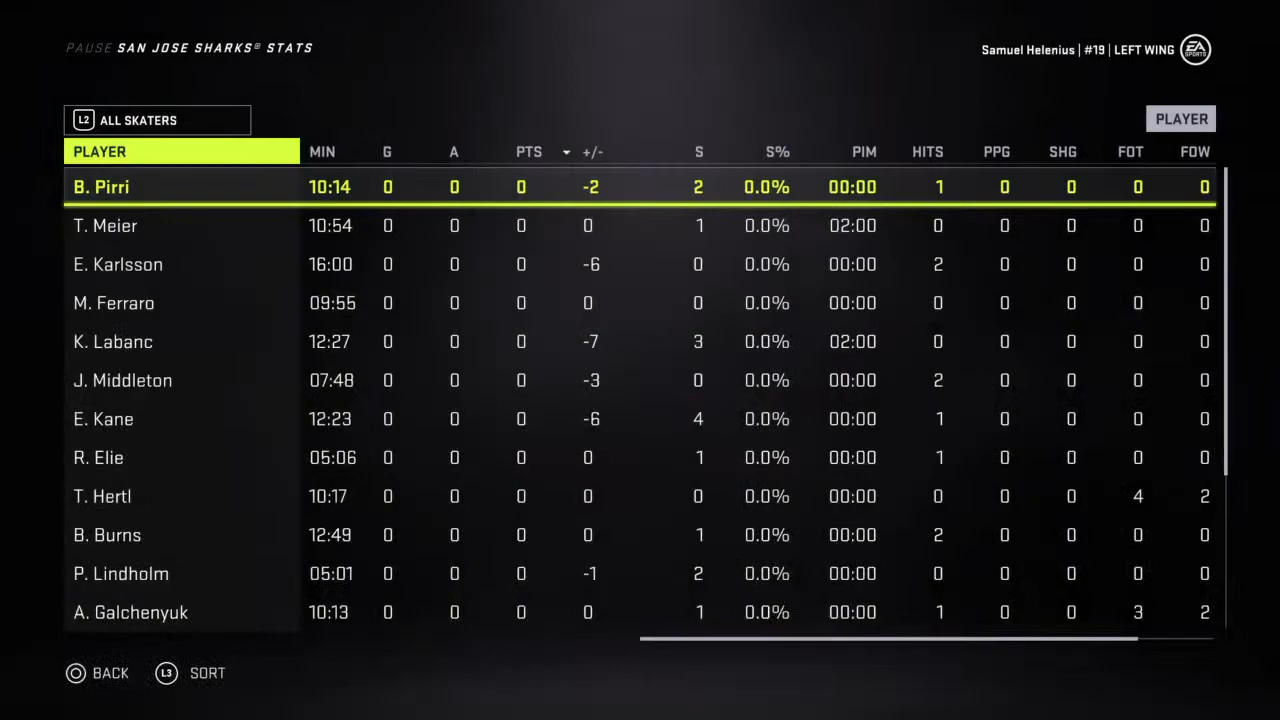 PAUSE SAN JOSE SHARKS® STATS
Samuel Helenius | #19 | LEFT WING EA SPORTS
L2 ALL SKATERS
PLAYER
PLAYER MIN G A PTS +/- S S% PIM HITS PPG SHG FOT FOW
B. Pirri 10:14 0 0 0 -2 2 0.0% 00:00 1 0 0 0 0
T. Meier 10:54 0 0 0 0 1 0.0% 02:00 0 0 0 0 0
E. Karlsson 16:00 0 0 0 -6 0 0.0% 00:00 2 0 0 0 0
M. Ferraro 09:55 0 0 0 0 0 0.0% 00:00 0 0 0 0 0
K. Labanc 12:27 0 0 0 -7 3 0.0% 02:00 0 0 0 0 0
J. Middleton 07:48 0 0 0 -3 0 0.0% 00:00 2 0 0 0 0
E. Kane 12:23 0 0 0 -6 4 0.0% 00:00 1 0 0 0 0
R. Elie 05:06 0 0 0 0 1 0.0% 00:00 1 0 0 0 0
T. Hertl 10:17 0 0 0 0 0 0.0% 00:00 0 0 0 4 2
B. Burns 12:49 0 0 0 0 1 0.0% 00:00 2 0 0 0 0
P. Lindholm 05:01 0 0 0 -1 2 0.0% 00:00 0 0 0 0 0
A. Galchenyuk 10:13 0 0 0 0 1 0.0% 00:00 1 0 0 3 2
BACK L3 SORT